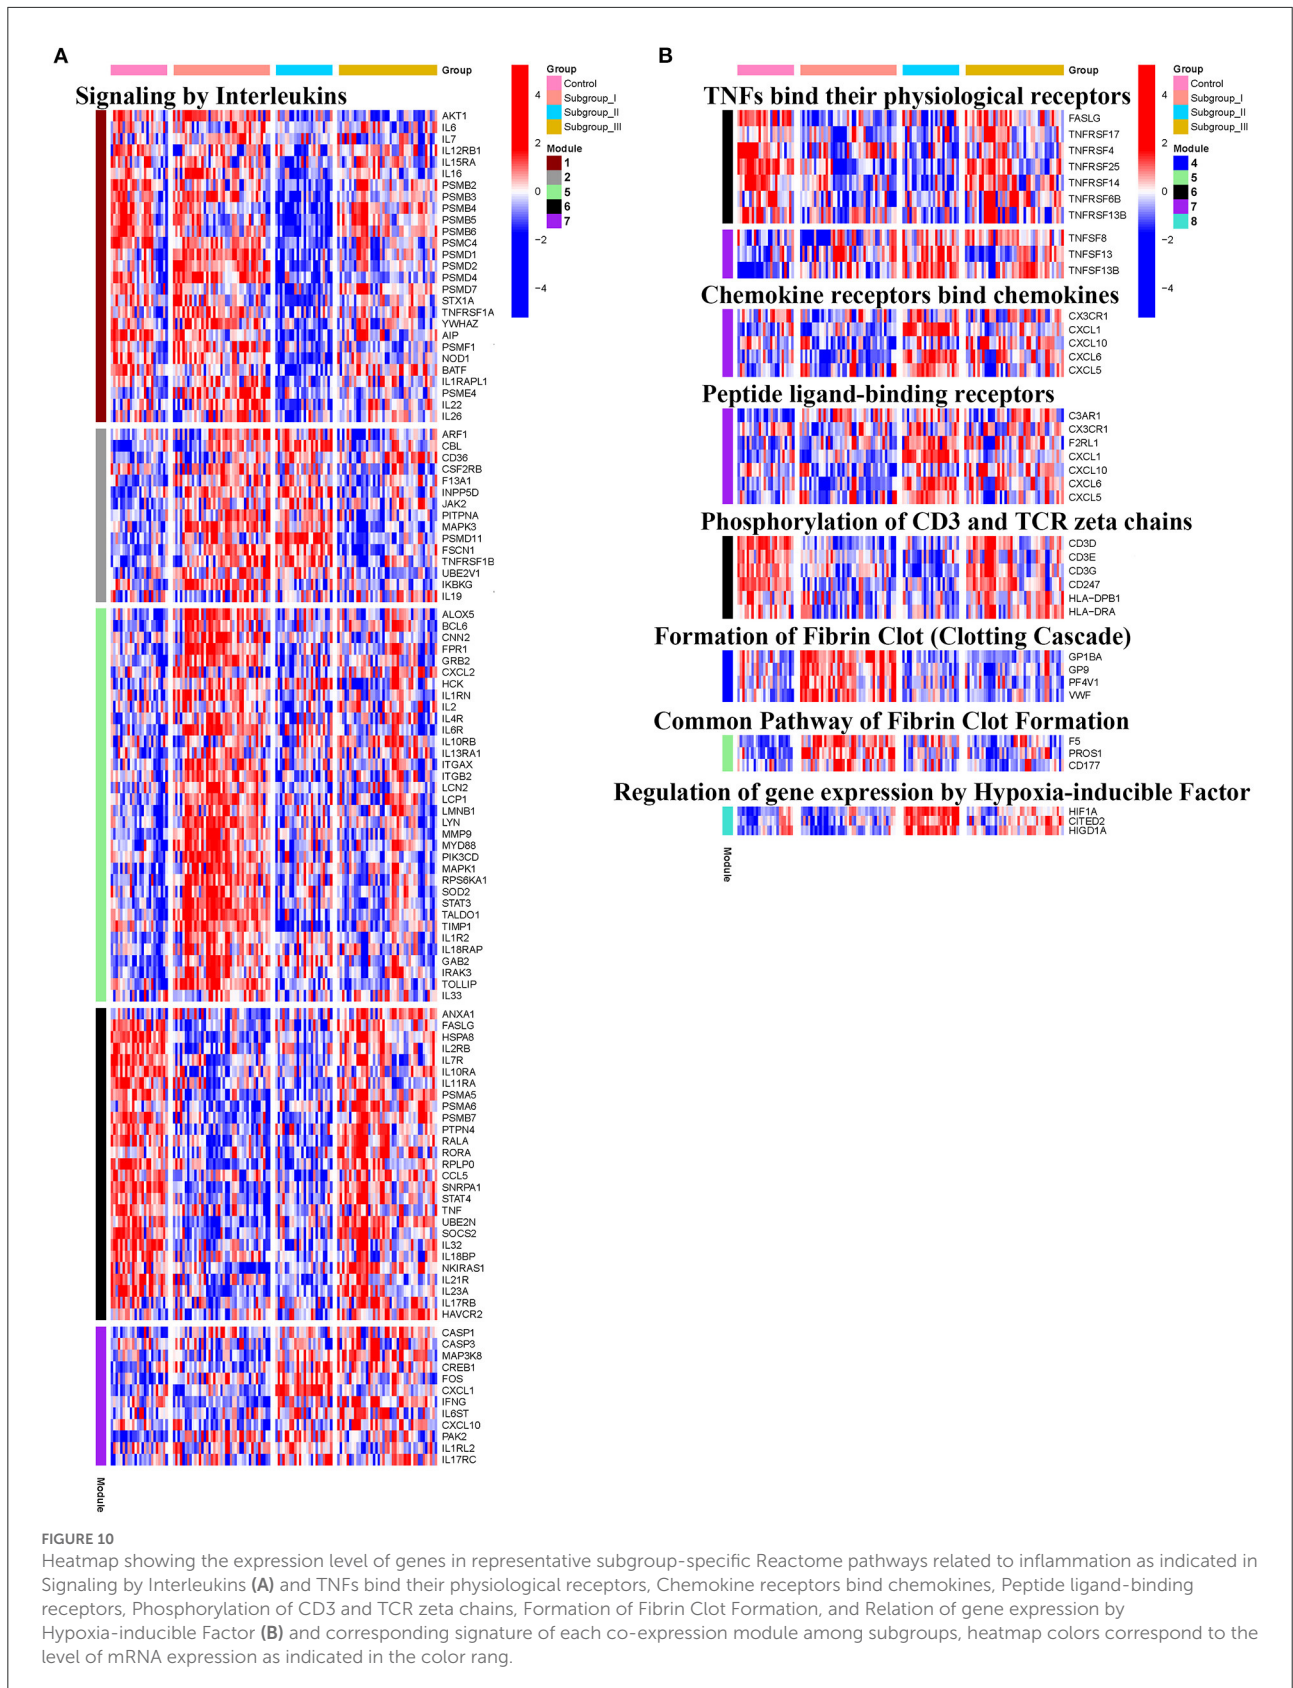 A
Group
Signaling by Interleukins
AKT1
IL6
IL7
IL12RB1
IL15RA
IL16
PSMB2
PSMB3
PSMB4
PSMB5
PSMB6
PSMC4
PSMD1
PSMD2
PSMD4
PSMD7
STX1A
TNFRSF1A
YWHAZ
AIP
PSMF1
NOD1
BATF
IL1RAPL1
PSME4
IL22
IL26
ARF1
CBL
CD36
CSF2RB
F13A1
INPP5D
JAK2
PITPNA
MAPK3
PSMD11
FSCN1
TNFRSF1B
UBE2V1
IKBKG
IL19
ALOX5
BCL6
CNN2
FPR1
GRB2
CXCL2
HCK
IL1RN
IL2
IL4R
IL6R
IL10RB
IL13RA1
ITGAX
ITGB2
LCN2
LCP1
LMNB1
LYN
MMP9
MYD88
PIK3CD
MAPK1
RPS6KA1
SOD2
STAT3
TALDO1
TIMP1
IL1R2
IL18RAP
GAB2
IRAK3
TOLLIP
IL33
ANXA1
FASLG
HSPA8
IL2RB
IL7R
IL10RA
IL11RA
PSMA5
PSMA6
PSMB7
PTPN4
RALA
RORA
RPLP0
CCL5
SNRPA1
STAT4
TNF
UBE2N
SOCS2
IL32
IL18BP
NKIRAS1
IL21R
IL23A
IL17RB
HAVCR2
CASP1
CASP3
MAP3K8
CREB1
FOS
CXCL1
IFNG
IL6ST
CXCL10
PAK2
IL1RL2
IL17RC
Module
4
2
0
−2
−4
Group
Control
Subgroup_I
Subgroup_II
Subgroup_III
Module
1
2
5
6
7
B
Group
TNFs bind their physiological receptors
FASLG
TNFRSF17
TNFRSF4
TNFRSF25
TNFRSF14
TNFRSF6B
TNFRSF13B
TNFSF8
TNFSF13
TNFSF13B
Chemokine receptors bind chemokines
CX3CR1
CXCL1
CXCL10
CXCL6
CXCL5
Peptide ligand-binding receptors
C3AR1
CX3CR1
F2RL1
CXCL1
CXCL10
CXCL6
CXCL5
Phosphorylation of CD3 and TCR zeta chains
CD3D
CD3E
CD3G
CD247
HLA−DPB1
HLA−DRA
Formation of Fibrin Clot (Clotting Cascade)
GP1BA
GP9
PF4V1
VWF
Common Pathway of Fibrin Clot Formation
F5
PROS1
CD177
Regulation of gene expression by Hypoxia-inducible Factor
HIF1A
CITED2
HIGD1A
Module
4
2
0
−2
−4
Group
Control
Subgroup_I
Subgroup_II
Subgroup_III
Module
4
5
6
7
8
FIGURE 10
Heatmap showing the expression level of genes in representative subgroup-specific Reactome pathways related to inflammation as indicated in
Signaling by Interleukins (A) and TNFs bind their physiological receptors, Chemokine receptors bind chemokines, Peptide ligand-binding
receptors, Phosphorylation of CD3 and TCR zeta chains, Formation of Fibrin Clot Formation, and Relation of gene expression by
Hypoxia-inducible Factor (B) and corresponding signature of each co-expression module among subgroups, heatmap colors correspond to the
level of mRNA expression as indicated in the color rang.